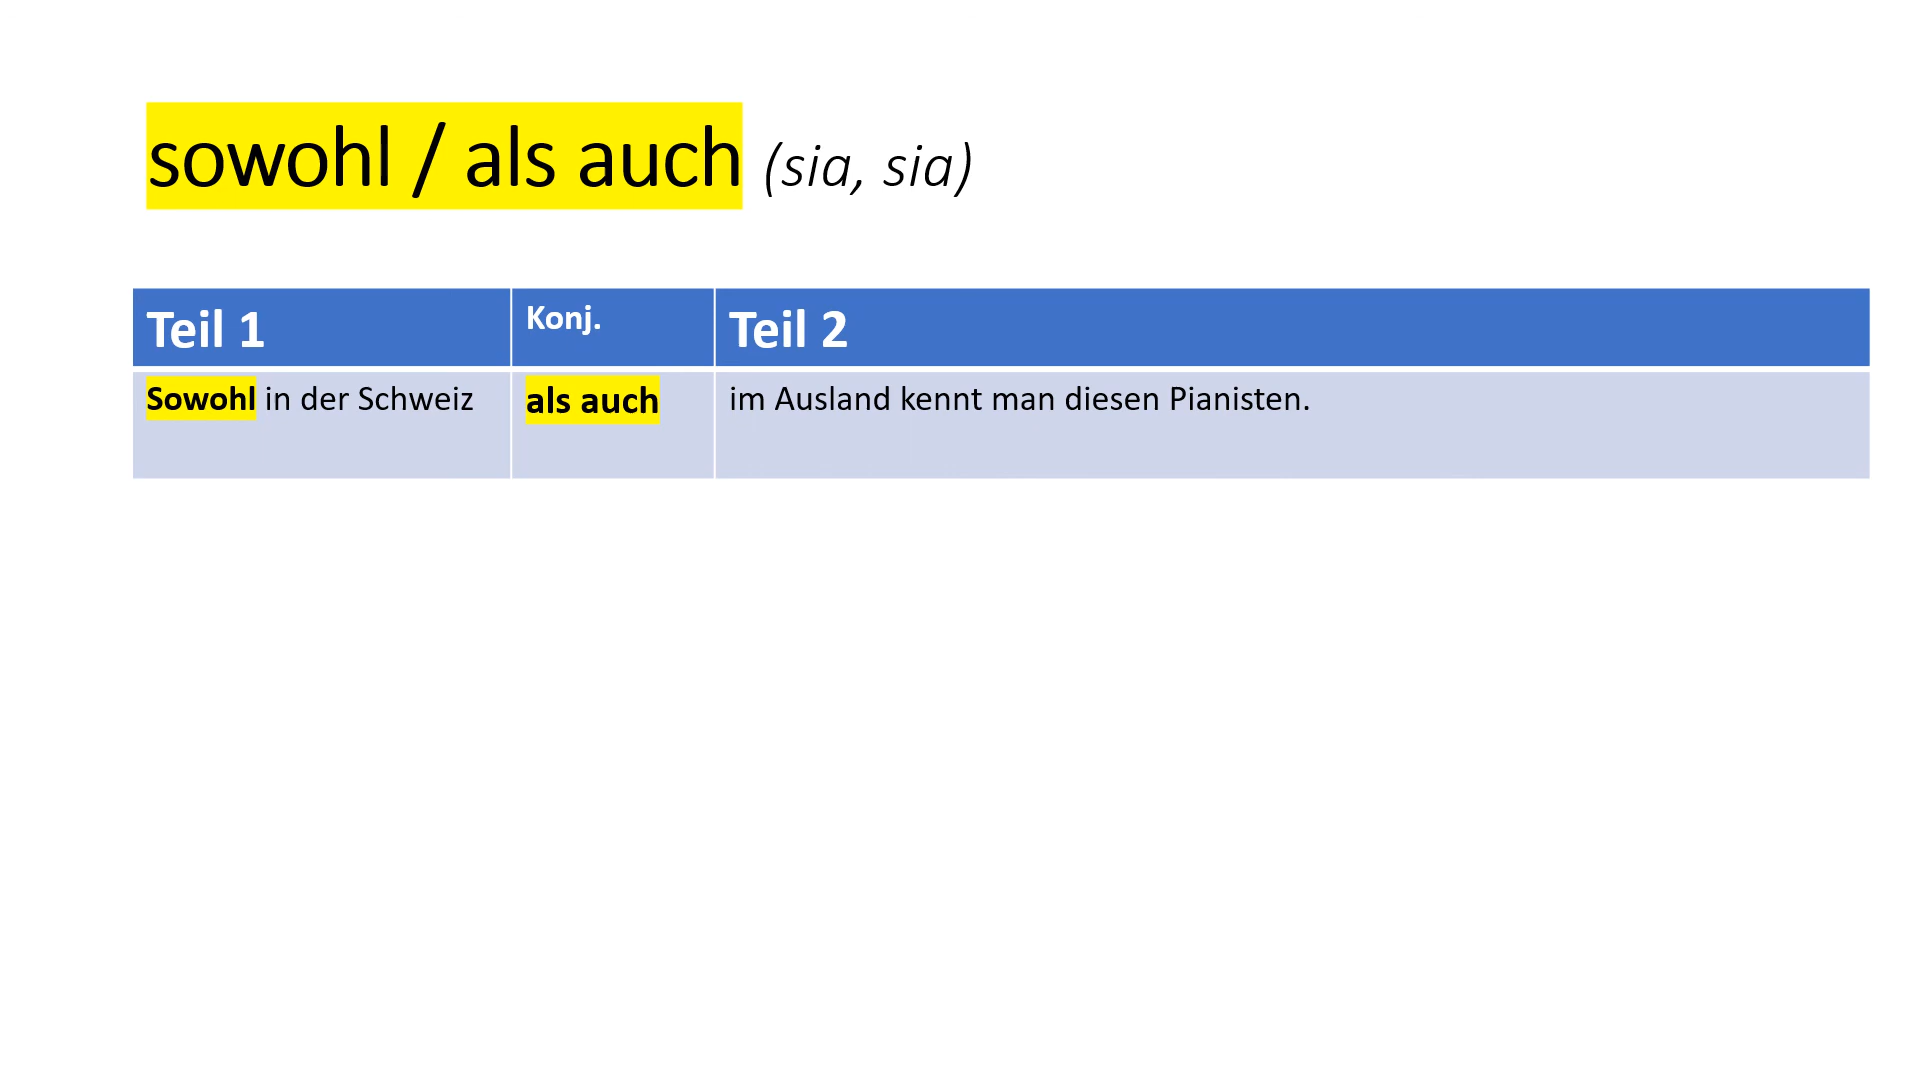 sowohl / als auch (sia, sia)
Teil 1 Konj. Teil 2
Sowohl in der Schweiz als auch im Ausland kennt man diesen Pianisten.